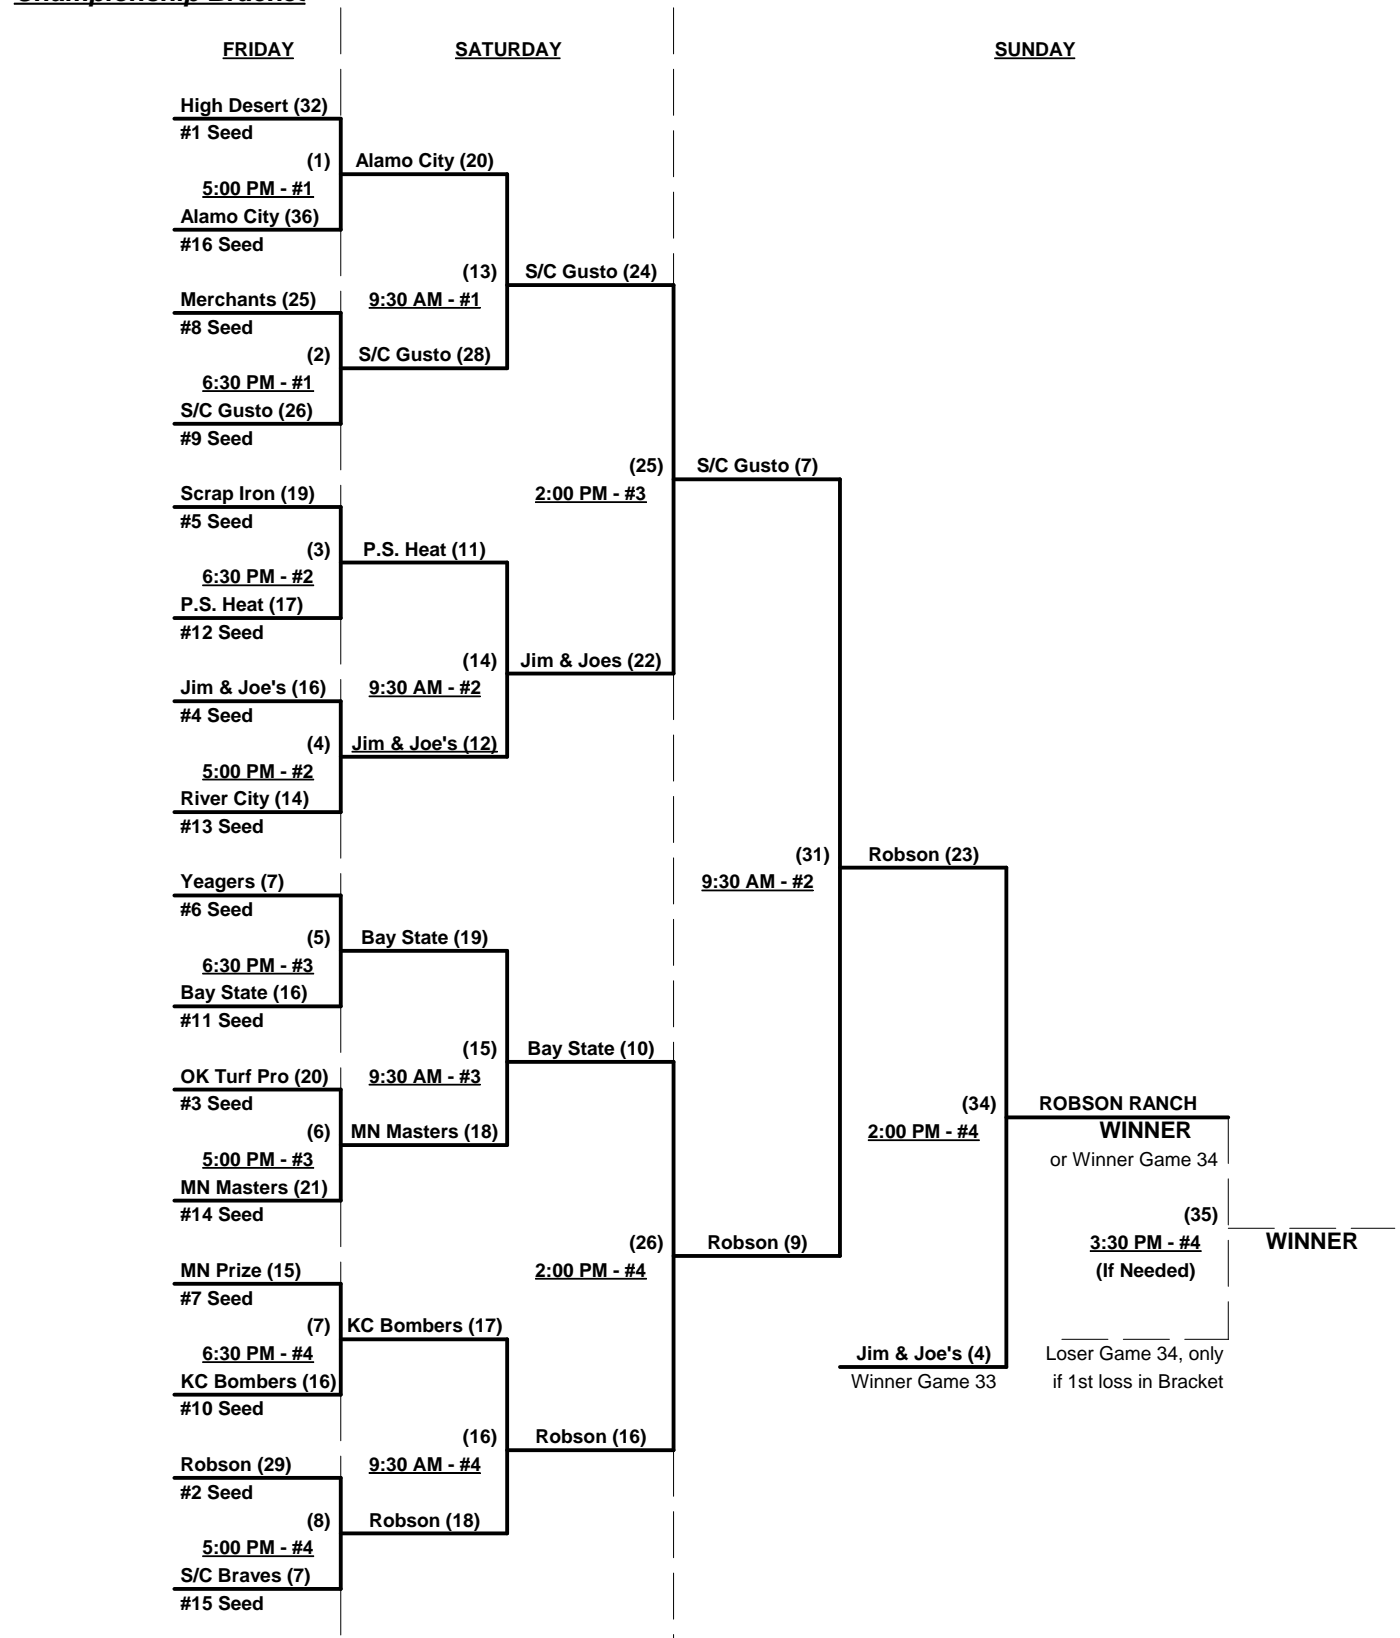 Championship Bracket
FRIDAY
SATURDAY
SUNDAY
High Desert (32)
#1 Seed
(1)
Alamo City (20)
5:00 PM - #1
Alamo City (36)
#16 Seed
(13)
S/C Gusto (24)
Merchants (25)
9:30 AM - #1
#8 Seed
(2)
S/C Gusto (28)
6:30 PM - #1
S/C Gusto (26)
#9 Seed
(25)
S/C Gusto (7)
Scrap Iron (19)
2:00 PM - #3
#5 Seed
(3)
P.S. Heat (11)
6:30 PM - #2
P.S. Heat (17)
#12 Seed
(14)
Jim & Joes (22)
Jim & Joe's (16)
9:30 AM - #2
#4 Seed
(4)
Jim & Joe's (12)
5:00 PM - #2
River City (14)
#13 Seed
(31)
Robson (23)
Yeagers (7)
9:30 AM - #2
#6 Seed
(5)
Bay State (19)
6:30 PM - #3
Bay State (16)
#11 Seed
(15)
Bay State (10)
OK Turf Pro (20)
9:30 AM - #3
#3 Seed
(34)
ROBSON RANCH
(6)
MN Masters (18)
2:00 PM - #4
WINNER
5:00 PM - #3
or Winner Game 34
MN Masters (21)
#14 Seed
(35)
(26)
Robson (9)
3:30 PM - #4
WINNER
MN Prize (15)
2:00 PM - #4
(If Needed)
#7 Seed
(7)
KC Bombers (17)
6:30 PM - #4
Jim & Joe's (4)
Loser Game 34, only
KC Bombers (16)
Winner Game 33
if 1st loss in Bracket
#10 Seed
(16)
Robson (16)
Robson (29)
9:30 AM - #4
#2 Seed
(8)
Robson (18)
5:00 PM - #4
S/C Braves (7)
#15 Seed